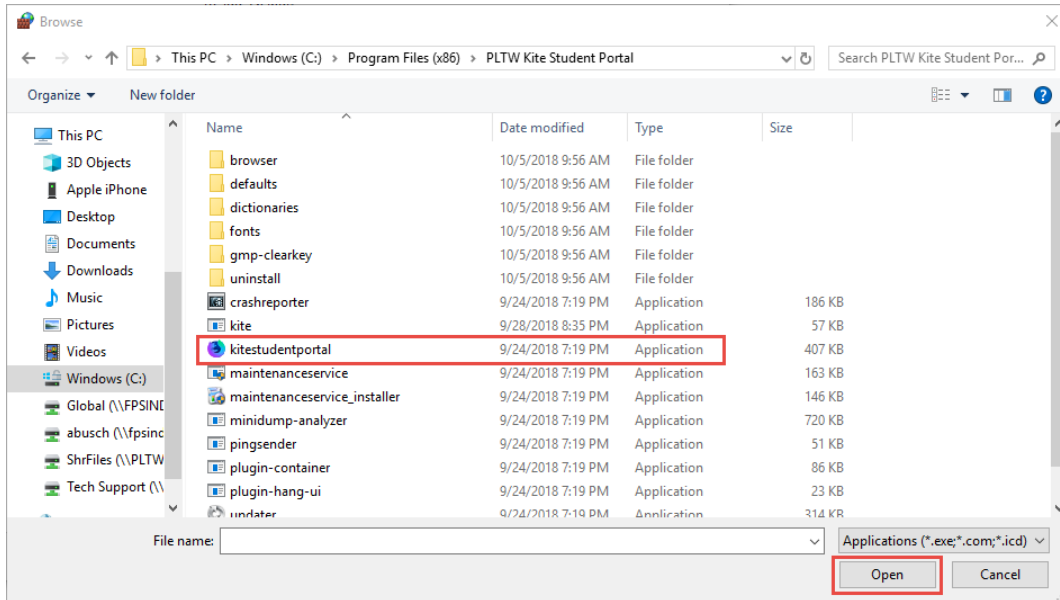 Browse
This PC > Windows (C:) > Program Files (x86) > PLTW Kite Student Portal
Search PLTW Kite Student Por...
Organize
New folder
This PC
3D Objects
Apple iPhone
Desktop
Documents
Downloads
Music
Pictures
Videos
Windows (C:)
Global (\\FPSIND
abusch (\\fpsinc
ShrFiles (\\PLTW
Tech Support (\\
Name Date modified Type Size
browser 10/5/2018 9:56 AM File folder
defaults 10/5/2018 9:56 AM File folder
dictionaries 10/5/2018 9:56 AM File folder
fonts 10/5/2018 9:56 AM File folder
gmp-clearkey 10/5/2018 9:56 AM File folder
uninstall 10/5/2018 9:56 AM File folder
crashreporter 9/24/2018 7:19 PM Application 186 KB
kite 9/28/2018 8:35 PM Application 57 KB
kitestudentportal 9/24/2018 7:19 PM Application 407 KB
maintenanceservice 9/24/2018 7:19 PM Application 163 KB
maintenanceservice_installer 9/24/2018 7:19 PM Application 146 KB
minidump-analyzer 9/24/2018 7:19 PM Application 720 KB
pingsender 9/24/2018 7:19 PM Application 51 KB
plugin-container 9/24/2018 7:19 PM Application 86 KB
plugin-hang-ui 9/24/2018 7:19 PM Application 23 KB
updater 9/24/2018 7:19 PM Application 314 KB
File name:
Applications (*.exe;*.com;*.icd)
Open
Cancel